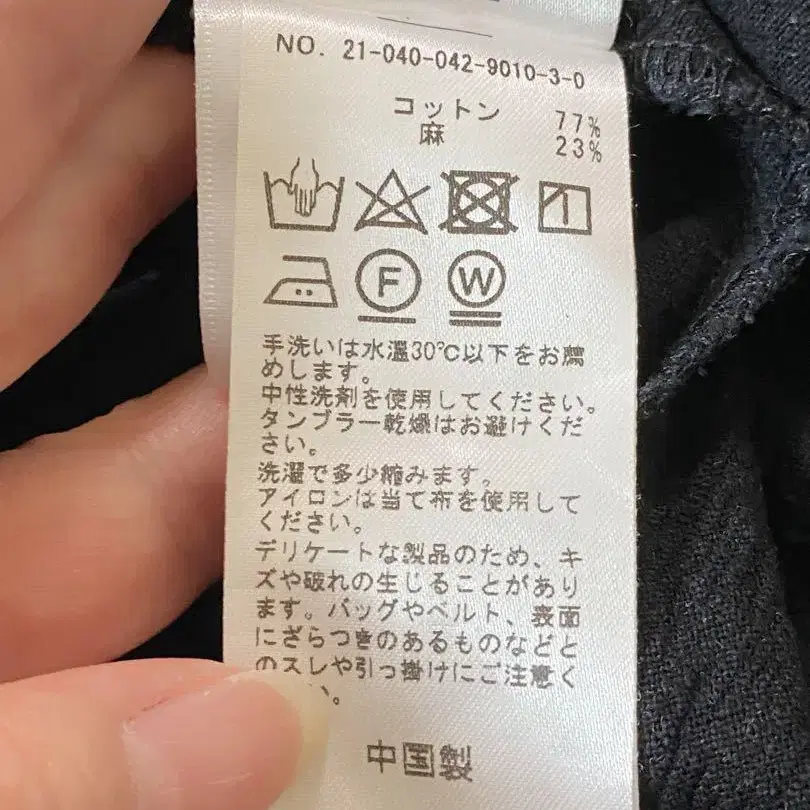 NO. 21-040-042-9010-3-0
コットン 77%
麻 23%
F W
手洗いは水温30℃以下をお薦
めします。
中性洗剤を使用してください。
タンブラー乾燥はお避けくだ
さい。
洗濯で多少縮みます。
アイロンは当て布を使用して
ください。
デリケートな製品のため、キ
ズや破れの生じることがあり
ます。バッグやベルト、表面
にざらつきのあるものなどと
のスレや引っ掛けにご注意く
い。
中国製